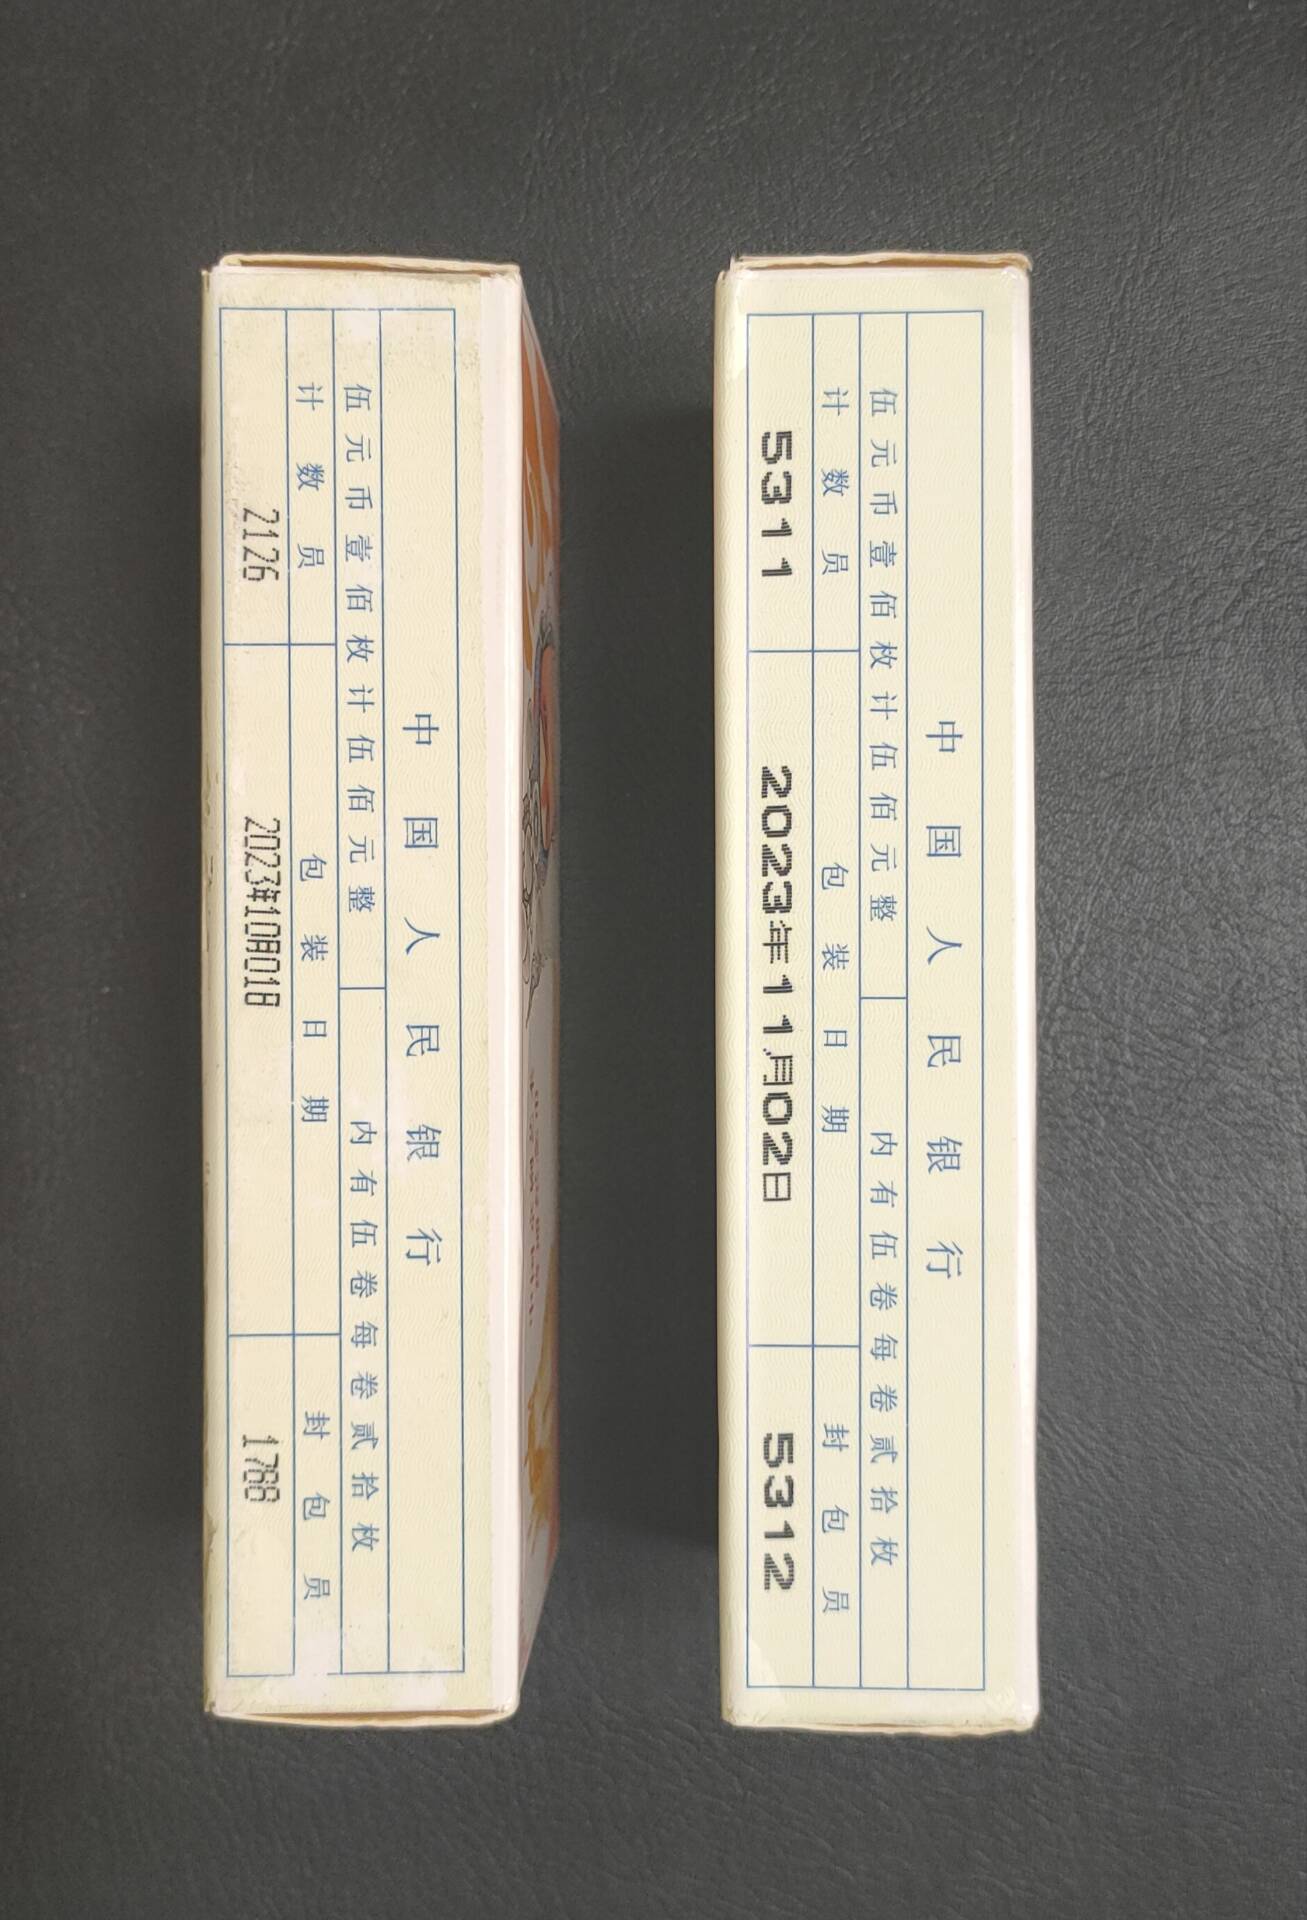 中国人民银行
伍元币壹佰枚计伍佰元整 内有伍卷每卷贰拾枚
计数员 包装日期 封包员
2126 2023年10月01日 1788
中国人民银行
伍元币壹佰枚计伍佰元整 内有伍卷每卷贰拾枚
计数员 包装日期 封包员
5311 2023年11月02日 5312